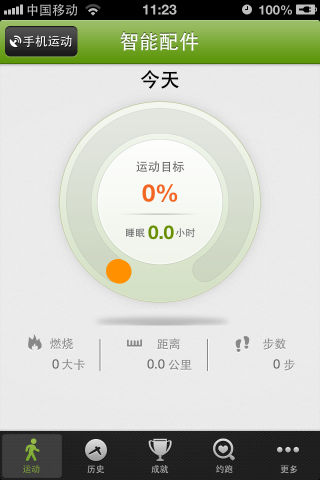 中国移动 11:23 100%
手机运动 智能配件
今天
运动目标
0%
睡眠 0.0 小时
燃烧 距离 步数
0 大卡 0.0 公里 0 步
运动 历史 成就 约跑 更多